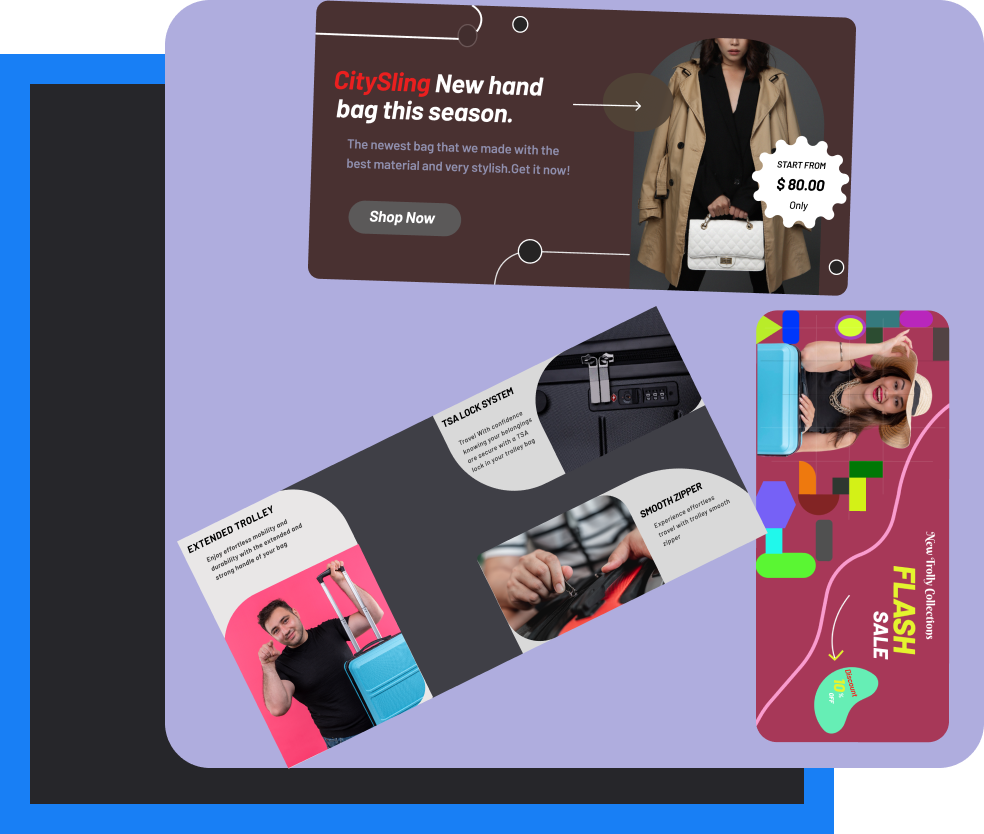 CitySling New hand
bag this season.
The newest bag that we made with the
best material and very stylish.Get it now!
Shop Now
START FROM
$ 80.00
Only
TSA LOCK SYSTEM
Travel With confidence
knowing your belongings
are secure with a TSA
lock in your trolley bag
EXTENDED TROLLEY
Enjoy effortless mobility and
durability with the extended and
strong handle of your bag
SMOOTH ZIPPER
Experience effortless
travel with trolley smooth
zipper
New Trolly Collections
FLASH
SALE
Discount
10%
OFF